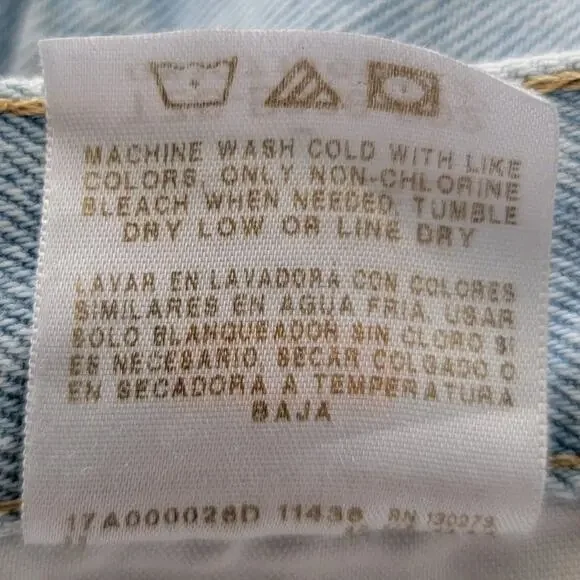 MACHINE WASH COLD WITH LIKE
COLORS, ONLY NON-CHLORINE
BLEACH WHEN NEEDED, TUMBLE
DRY LOW OR LINE DRY
LAVAR EN LAVADORA CON COLORES
SIMILARES EN AGUA FRIA. USAR
SOLO BLANQUEADOR SIN CLORO SI
ES NECESARIO. SECAR COLGADO O
EN SECADORA A TEMPERATURA
BAJA
17A000028D 11436 RN 130273